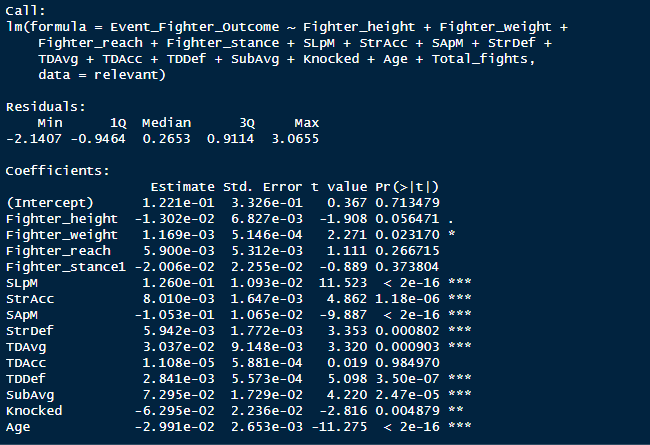 Call:
lm(formula = Event_Fighter_Outcome ~ Fighter_height + Fighter_weight +
    Fighter_reach + Fighter_stance + SLpM + StrAcc + SApM + StrDef +
    TDAvg + TDAcc + TDDef + SubAvg + Knocked + Age + Total_fights,
    data = relevant)
Residuals:
    Min      1Q  Median      3Q     Max
-2.1407 -0.9464  0.2653  0.9114  3.0655
Coefficients:
                  Estimate Std. Error t value Pr(>|t|)
(Intercept)      1.221e-01  3.326e-01   0.367 0.713479
Fighter_height  -1.302e-02  6.827e-03  -1.908 0.056471 .
Fighter_weight   1.169e-03  5.146e-04   2.271 0.023170 *
Fighter_reach    5.900e-03  5.312e-03   1.111 0.266715
Fighter_stance1 -2.006e-02  2.255e-02  -0.889 0.373804
SLpM             1.260e-01  1.093e-02  11.523  < 2e-16 ***
StrAcc           8.010e-03  1.647e-03   4.862 1.18e-06 ***
SApM            -1.053e-01  1.065e-02  -9.887  < 2e-16 ***
StrDef           5.942e-03  1.772e-03   3.353 0.000802 ***
TDAvg            3.037e-02  9.148e-03   3.320 0.000903 ***
TDAcc            1.108e-05  5.881e-04   0.019 0.984970
TDDef            2.841e-03  5.573e-04   5.098 3.50e-07 ***
SubAvg           7.295e-02  1.729e-02   4.220 2.47e-05 ***
Knocked         -6.295e-02  2.236e-02  -2.816 0.004879 **
Age             -2.991e-02  2.653e-03 -11.275  < 2e-16 ***